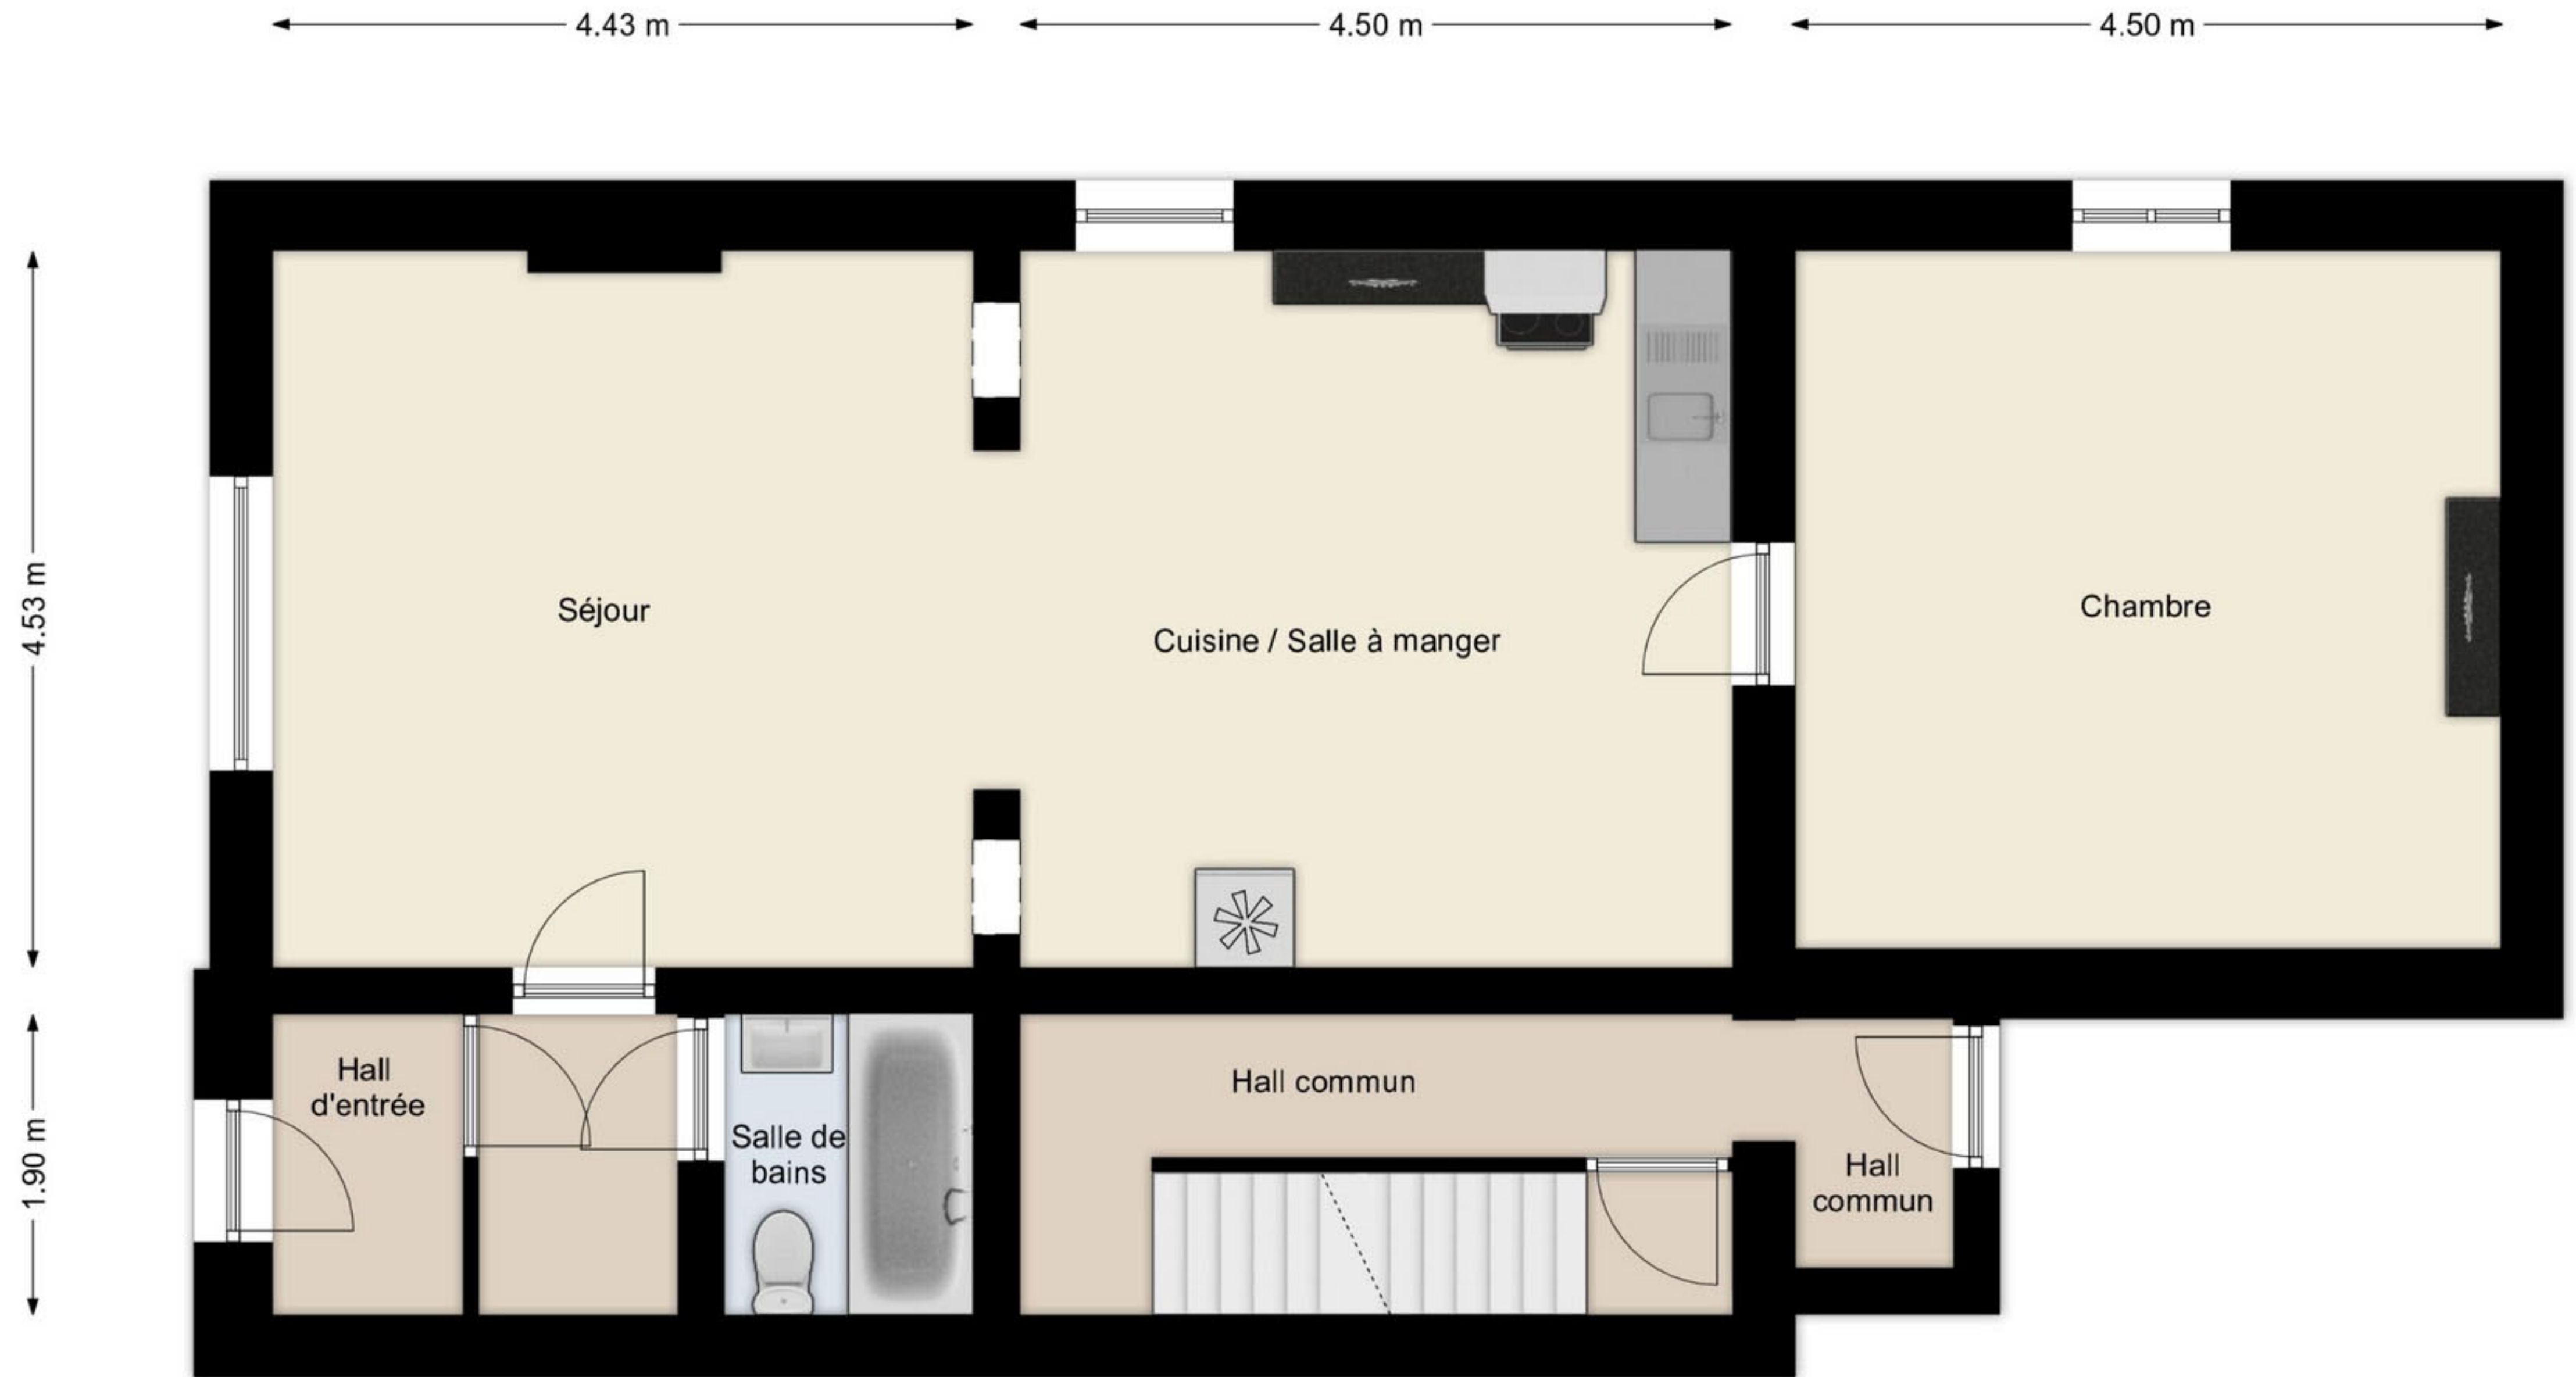 4.43 m
4.50 m
4.50 m
4.53 m
Séjour
Cuisine / Salle à manger
Chambre
1.90 m
Hall
d'entrée
Salle de
bains
Hall commun
Hall
commun